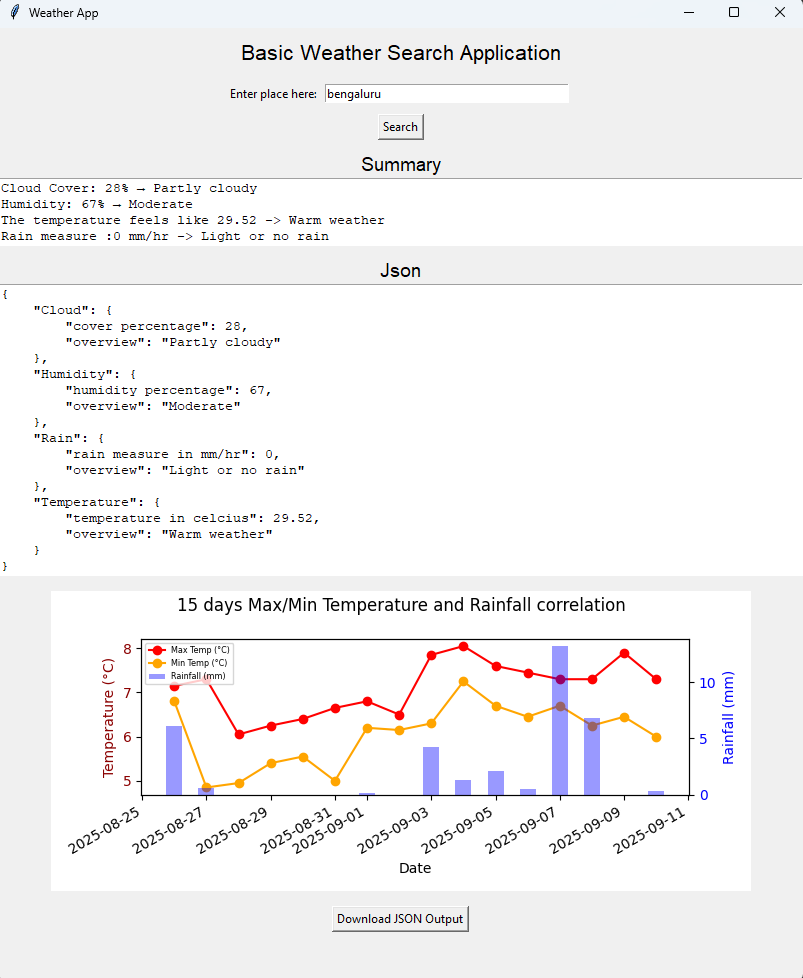 Weather App
Basic Weather Search Application
Enter place here: bengaluru
Search
Summary
Cloud Cover: 28% → Partly cloudy
Humidity: 67% → Moderate
The temperature feels like 29.52 -> Warm weather
Rain measure :0 mm/hr -> Light or no rain
Json
{
    "Cloud": {
        "cover percentage": 28,
        "overview": "Partly cloudy"
    },
    "Humidity": {
        "humidity percentage": 67,
        "overview": "Moderate"
    },
    "Rain": {
        "rain measure in mm/hr": 0,
        "overview": "Light or no rain"
    },
    "Temperature": {
        "temperature in celcius": 29.52,
        "overview": "Warm weather"
    }
}
15 days Max/Min Temperature and Rainfall correlation
Max Temp (°C)
Min Temp (°C)
Rainfall (mm)
Temperature (°C)
8
7
6
5
10
5
0
Rainfall (mm)
2025-08-25
2025-08-27
2025-08-29
2025-08-31
2025-09-01
2025-09-03
2025-09-05
2025-09-07
2025-09-09
2025-09-11
Date
Download JSON Output